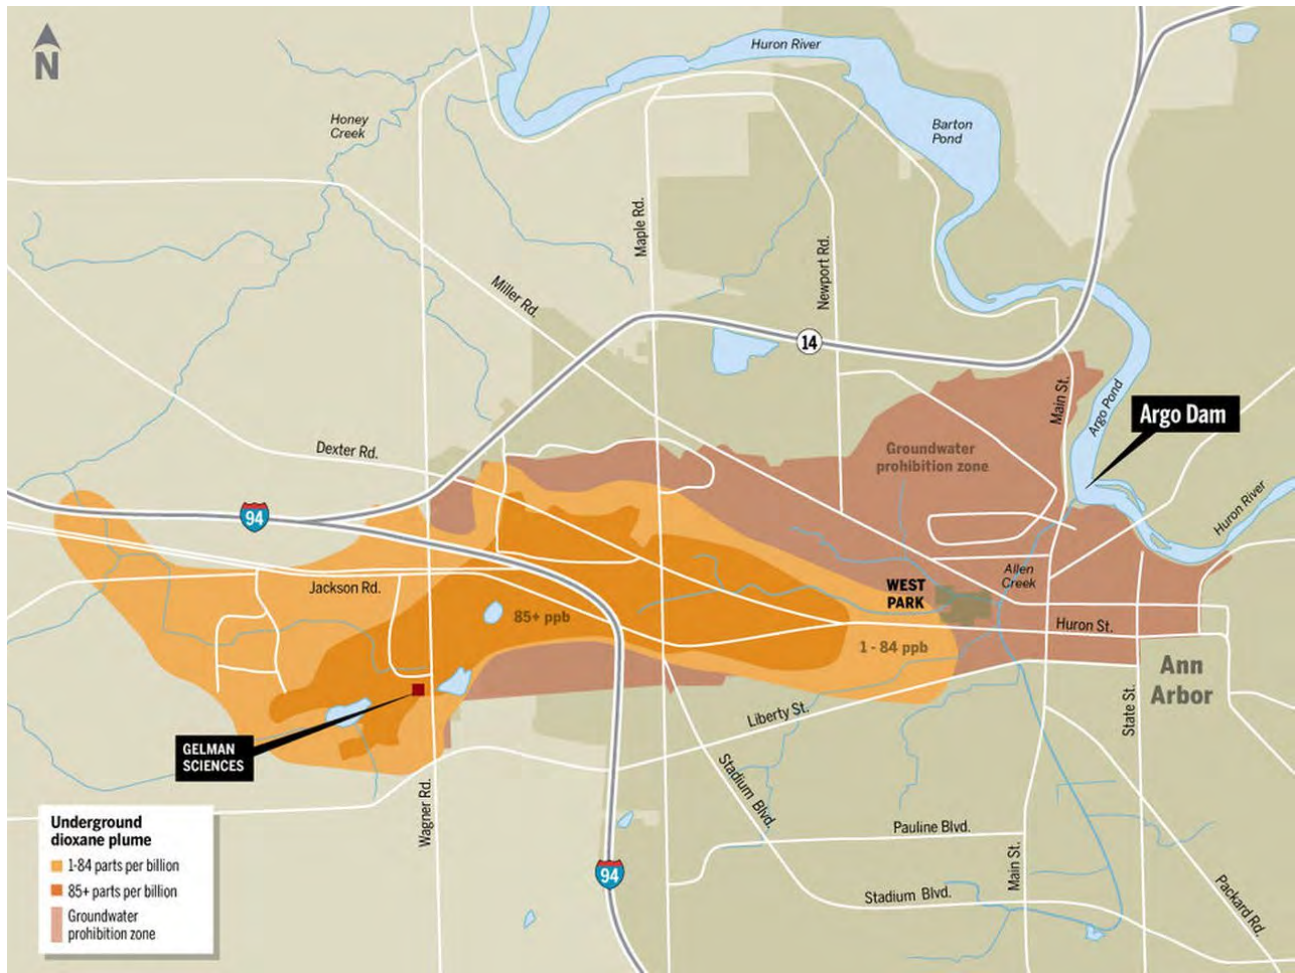 N
Huron River
Honey
Creek
Barton
Pond
Maple Rd.
Newport Rd.
Miller Rd.
14
Main St.
Argo Pond
Argo Dam
Dexter Rd.
Groundwater
prohibition zone
94
Huron River
Jackson Rd.
Allen
Creek
WEST
PARK
85+ ppb
1 - 84 ppb
Huron St.
Ann
Arbor
Liberty St.
State St.
GELMAN
SCIENCES
Wagner Rd.
Stadium Blvd.
Pauline Blvd.
Main St.
94
Stadium Blvd.
Packard Rd.
Underground
dioxane plume
1-84 parts per billion
85+ parts per billion
Groundwater
prohibition zone